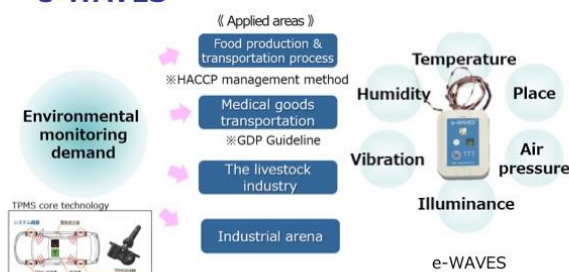 e-WAVES
《 Applied areas 》
Food production &
transportation process
※HACCP management method
Medical goods
transportation
※GDP Guideline
The livestock
industry
Industrial arena
Environmental
monitoring
demand
TPMS core technology
Temperature
Humidity
Place
Vibration
Air
pressure
Illuminance
e-WAVES